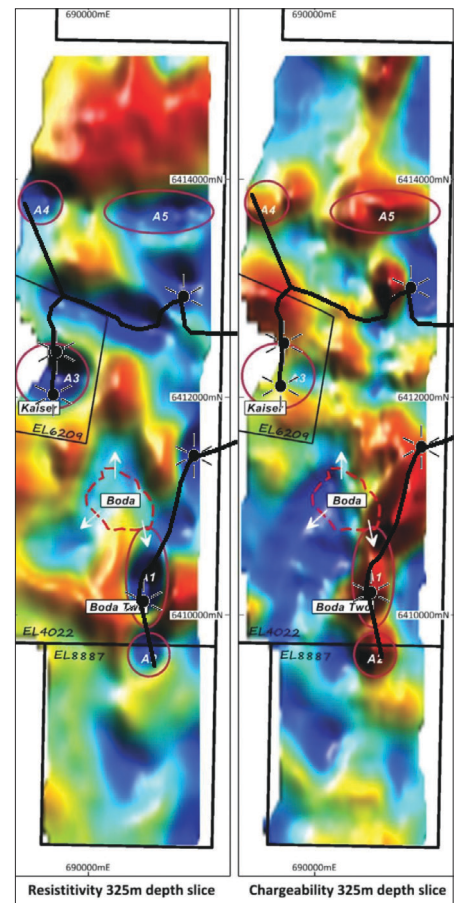 690000mE
6414000mN
A4
A5
6412000mN
A3
Kaiser
EL6209
Boda
A1
Boda Two
6410000mN
EL4022
EL8887
A2
690000mE
Resistitivity 325m depth slice
690000mE
6414000mN
A4
A5
6412000mN
Kaiser
EL6209
Boda
A1
Boda Two
6410000mN
EL4022
EL8887
A2
690000mE
Chargeability 325m depth slice